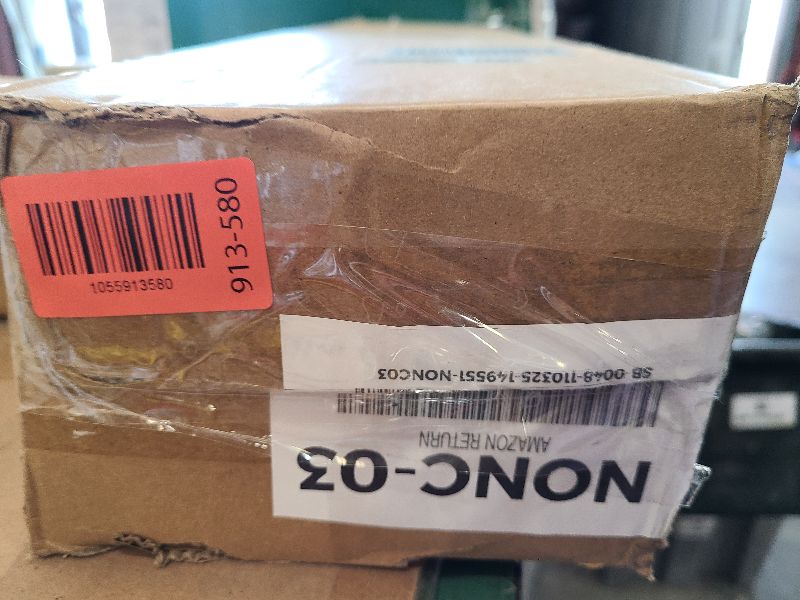 1055913580
913-580
NONC-03
AMAZON RETURN
SB-0048-110325-149551-NONC03